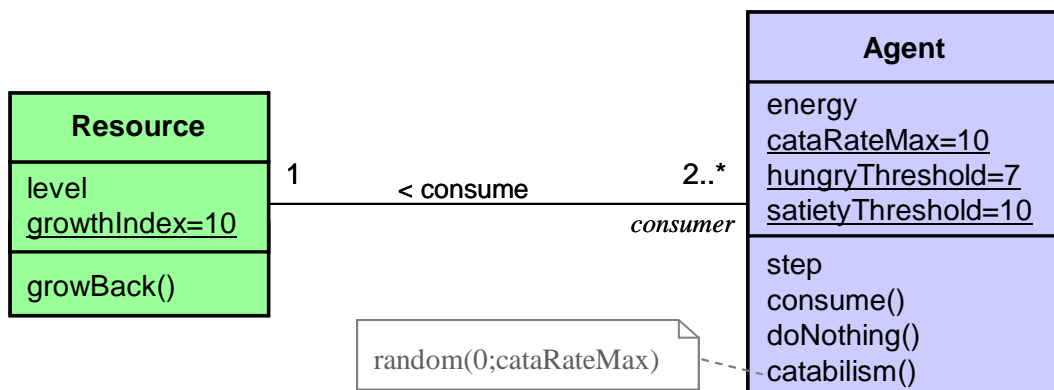 Resource
level
growthIndex=10
growBack()
1
< consume
2..*
consumer
Agent
energy
cataRateMax=10
hungryThreshold=7
satietyThreshold=10
step
consume()
doNothing()
catabilism()
random(0;cataRateMax)